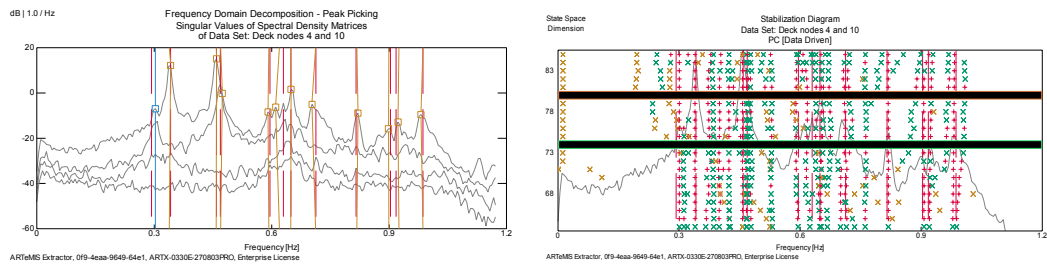 dB | 1.0 / Hz
Frequency Domain Decomposition - Peak Picking
Singular Values of Spectral Density Matrices
of Data Set: Deck nodes 4 and 10
20
0
-20
-40
-60
0
0.3
0.6
0.9
1.2
Frequency [Hz]
ARTeMIS Extractor, 0f9-4eaa-9649-64e1, ARTX-0330E-270803PRO, Enterprise License
State Space
Dimension
Stabilization Diagram
Data Set: Deck nodes 4 and 10
PC [Data Driven]
83
78
73
68
0
0.3
0.6
0.9
1.2
Frequency [Hz]
ARTeMIS Extractor, 0f9-4eaa-9649-64e1, ARTX-0330E-270803PRO, Enterprise License